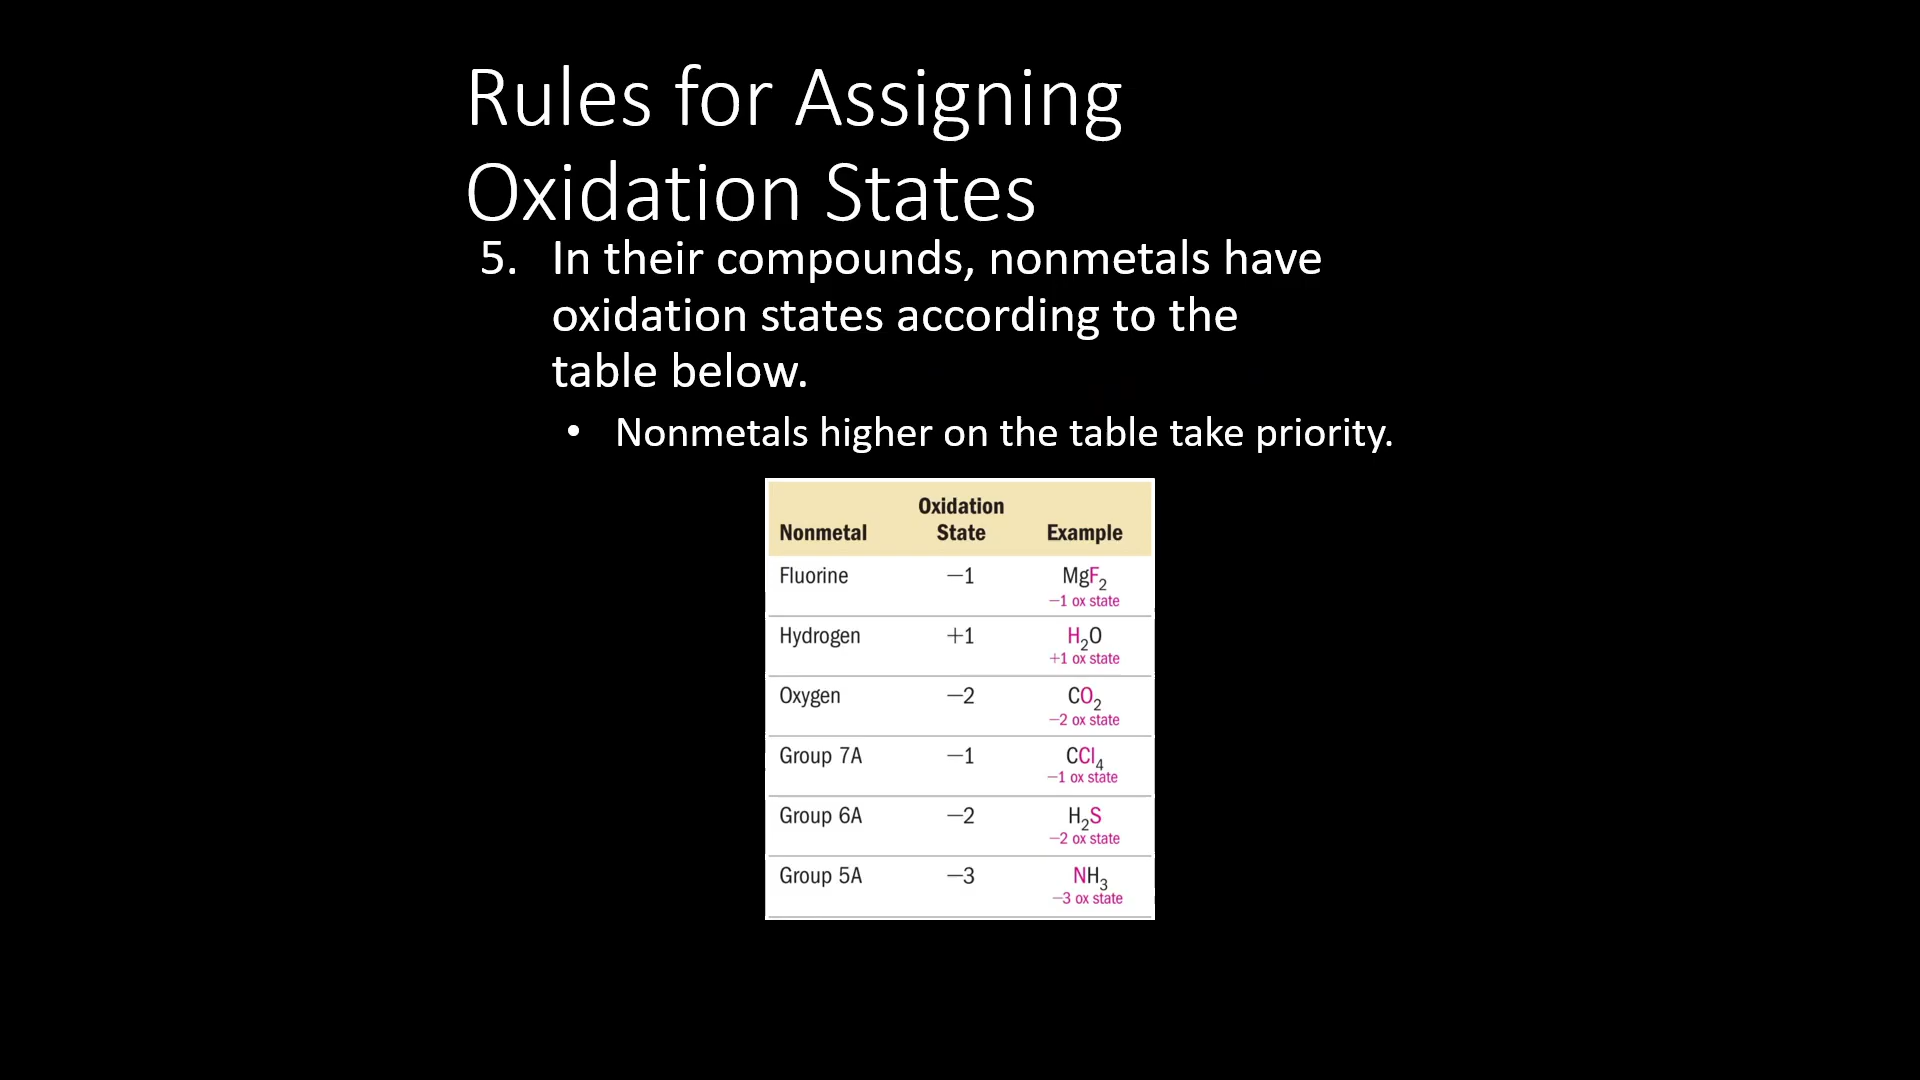 Rules for Assigning
Oxidation States
5. In their compounds, nonmetals have
oxidation states according to the
table below.
• Nonmetals higher on the table take priority.
Nonmetal Oxidation State Example
Fluorine −1 MgF₂
−1 ox state
Hydrogen +1 H₂O
+1 ox state
Oxygen −2 CO₂
−2 ox state
Group 7A −1 CCl₄
−1 ox state
Group 6A −2 H₂S
−2 ox state
Group 5A −3 NH₃
−3 ox state